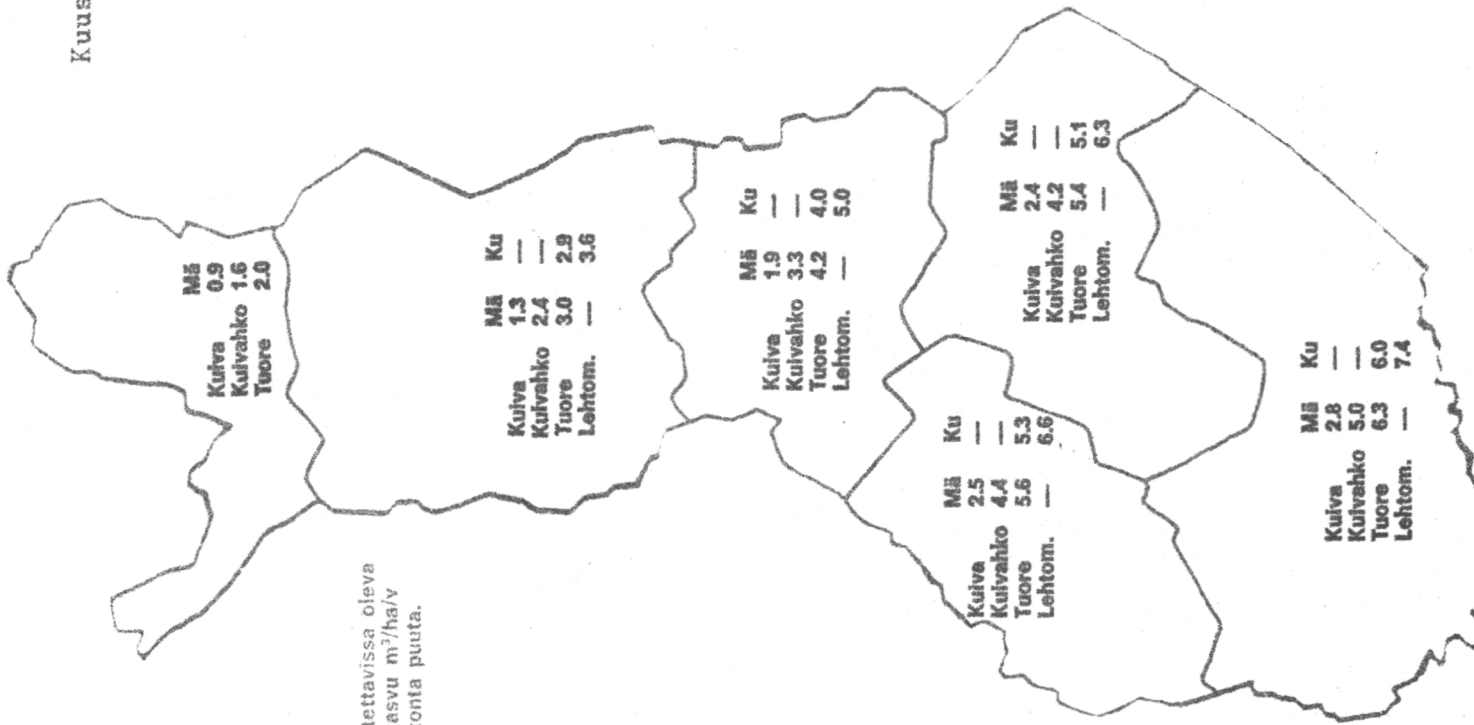 Kuus
Mä
Kuiva 0.9
Kuivahko 1.6
Tuore 2.0
Mä Ku
Kuiva 1.3 —
Kuivahko 2.4 —
Tuore 3.0 2.9
Lehtom. — 3.6
oleva
asvu m³/ha/v
onta puuta.
Mä Ku
Kuiva 1.9 —
Kuivahko 3.3 —
Tuore 4.2 4.0
Lehtom. — 5.0
Mä Ku
Kuiva 2.5 —
Kuivahko 4.4 —
Tuore 5.6 5.3
Lehtom. — 6.6
Mä Ku
Kuiva 2.4 —
Kuivahko 4.2 —
Tuore 5.4 5.1
Lehtom. — 6.3
Mä Ku
Kuiva 2.8 —
Kuivahko 5.0 —
Tuore 6.3 6.0
Lehtom. — 7.4